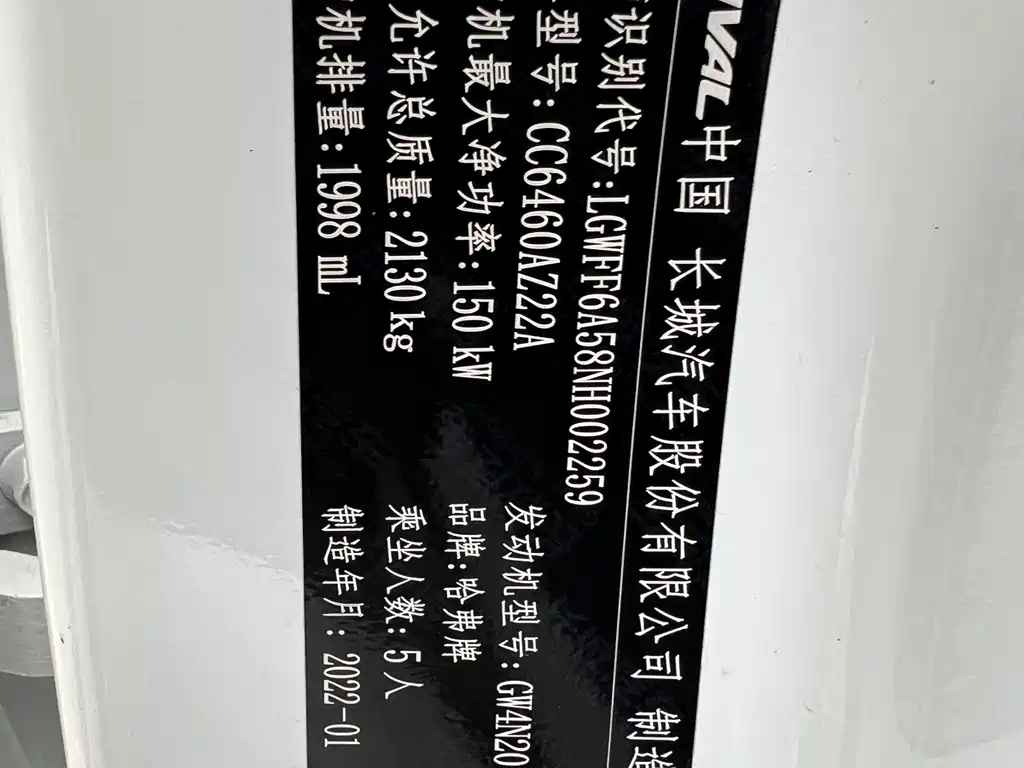 VAL 中国 长城汽车股份有限公司 制造
识别代号:LGWFF6A58NH002259
型号:CC6460AZ22A 发动机型号:GW4N20
机最大净功率:150 kW 品牌:哈弗牌
允许总质量:2130 kg 乘坐人数:5人
机排量:1998 mL 制造年月:2022-01